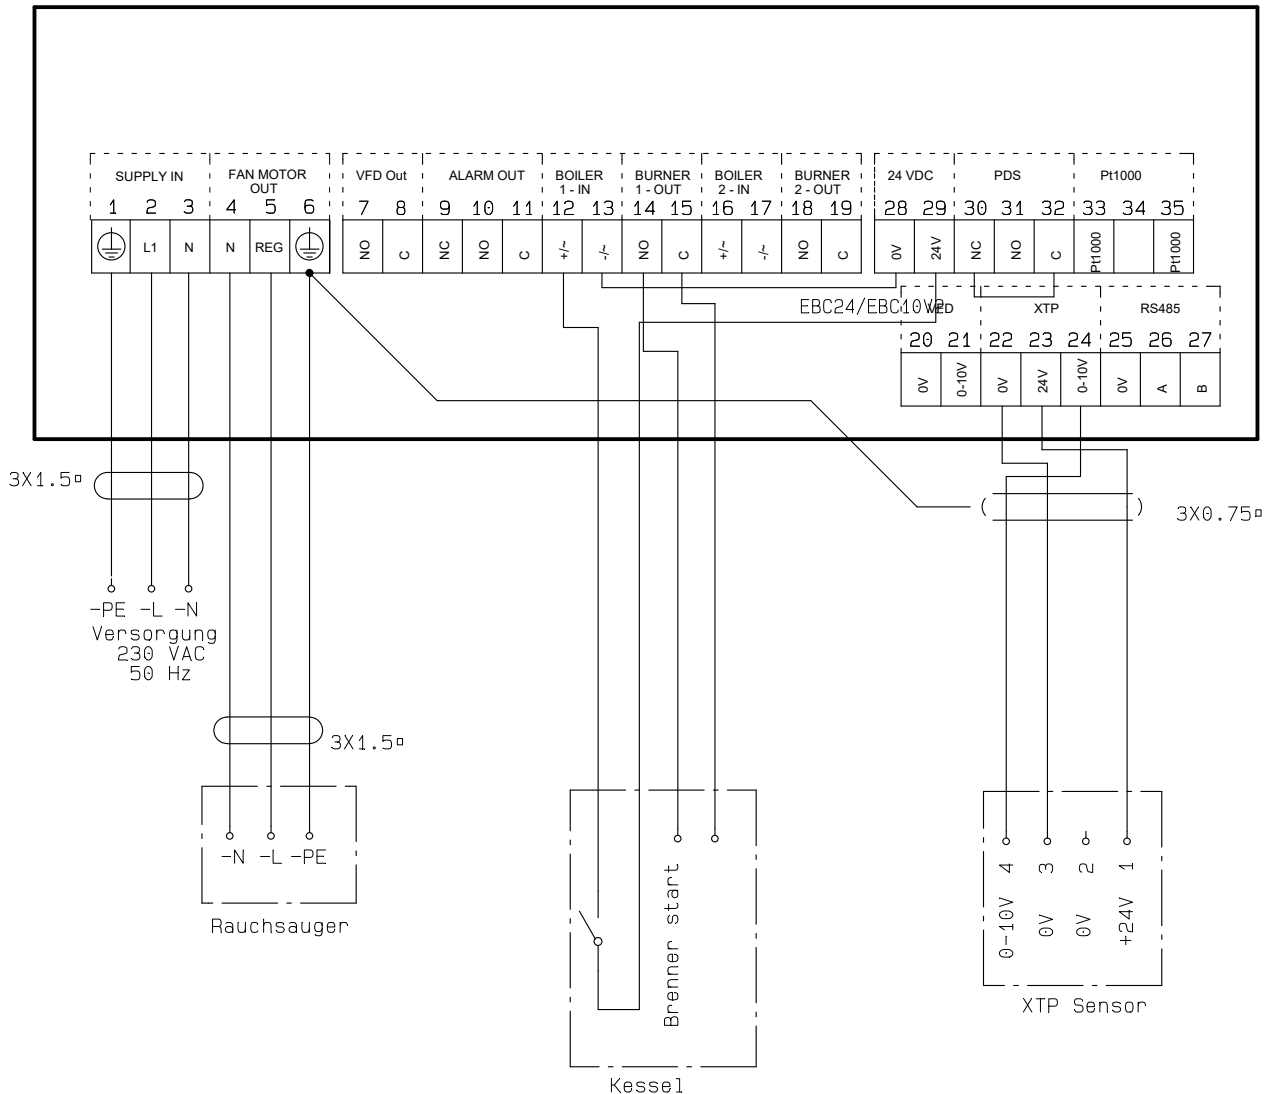 SUPPLY IN FAN MOTOR OUT VFD Out ALARM OUT BOILER 1 - IN BURNER 1 - OUT BOILER 2 - IN BURNER 2 - OUT 24 VDC PDS Pt1000
1 2 3 4 5 6 7 8 9 10 11 12 13 14 15 16 17 18 19 28 29 30 31 32 33 34 35
L1 N N REG NO C NC NO C +/~ -/~ NO C +/~ -/~ NO C 0V 24V NC NO C Pt1000 Pt1000
EBC24/EBC10V2
VFD XTP RS485
20 21 22 23 24 25 26 27
0V 0-10V 0V 24V 0-10V 0V A B
3X1.5¤
3X0.75¤
-PE -L -N
Versorgung
230 VAC
50 Hz
3X1.5¤
-N -L -PE
Rauchsauger
Brenner start
Kessel
4 3 2 1
0-10V 0V 0V +24V
XTP Sensor